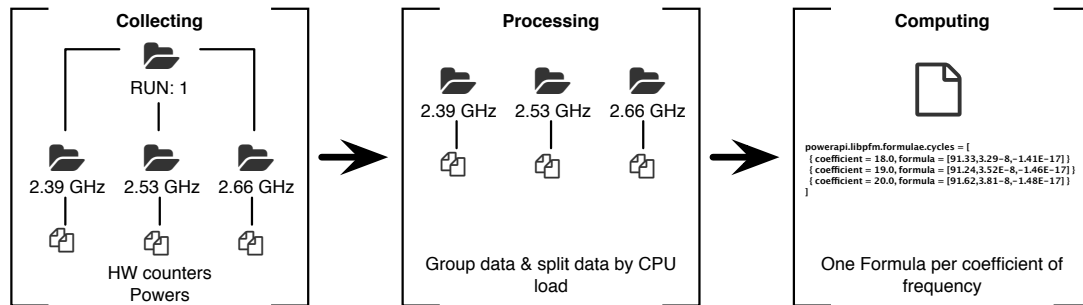 Collecting
RUN: 1
2.39 GHz 2.53 GHz 2.66 GHz
HW counters
Powers
Processing
2.39 GHz 2.53 GHz 2.66 GHz
Group data & split data by CPU
load
Computing
powerapi.libpfm.formulae.cycles = [
{ coefficient = 18.0, formula = [91.33,3.29-8,-1.41E-17] }
{ coefficient = 19.0, formula = [91.24,3.52E-8,-1.46E-17] }
{ coefficient = 20.0, formula = [91.62,3.81-8,-1.48E-17] }
]
One Formula per coefficient of
frequency